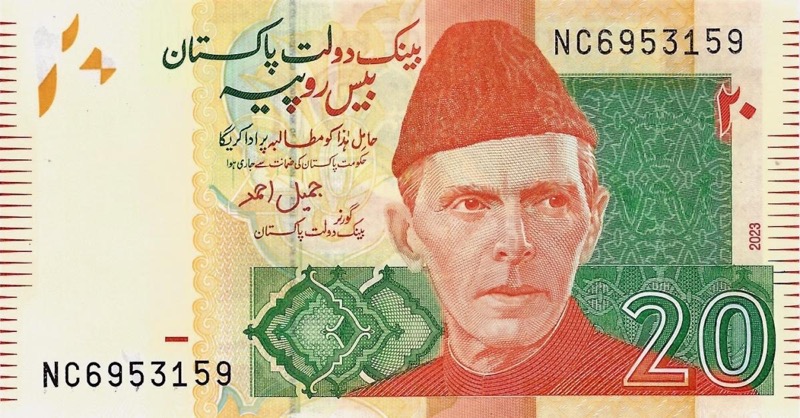 بینک دولت پاکستان
بیس روپیہ
حامل ہٰذا کو مطالبہ پر ادا کریگا
حکومت پاکستان کی ضمانت سے جاری ہوا
جمیل احمد
گورنر
بینک دولت پاکستان
NC6953159
۲۰
2023
20
NC6953159